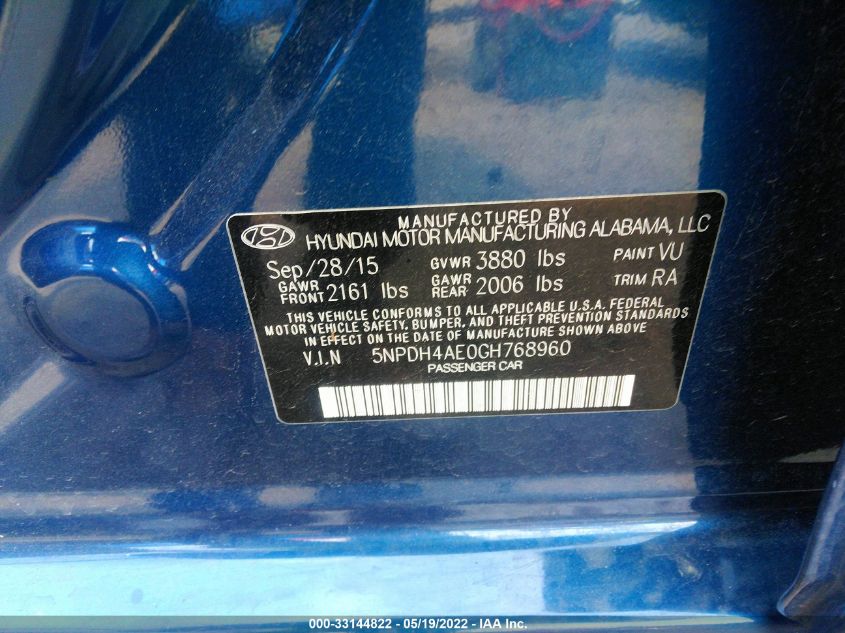 MANUFACTURED BY
HYUNDAI MOTOR MANUFACTURING ALABAMA, LLC
Sep/28/15 GVWR 3880 lbs PAINT VU
GAWR FRONT 2161 lbs GAWR REAR 2006 lbs TRIM RA
THIS VEHICLE CONFORMS TO ALL APPLICABLE U.S.A. FEDERAL
MOTOR VEHICLE SAFETY, BUMPER, AND THEFT PREVENTION STANDARDS
IN EFFECT ON THE DATE OF MANUFACTURE SHOWN ABOVE
V.I.N 5NPDH4AE0GH768960
PASSENGER CAR
000-33144822 - 05/19/2022 - IAA Inc.